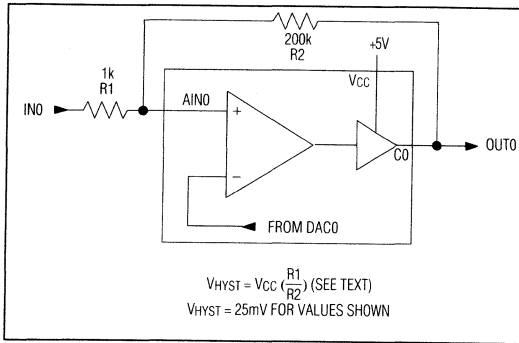 200k
R2
+5V
1k
R1
VCC
IN0
AIN0
+
−
C0
OUT0
FROM DAC0
VHYST = VCC (R1/R2) (SEE TEXT)
VHYST = 25mV FOR VALUES SHOWN